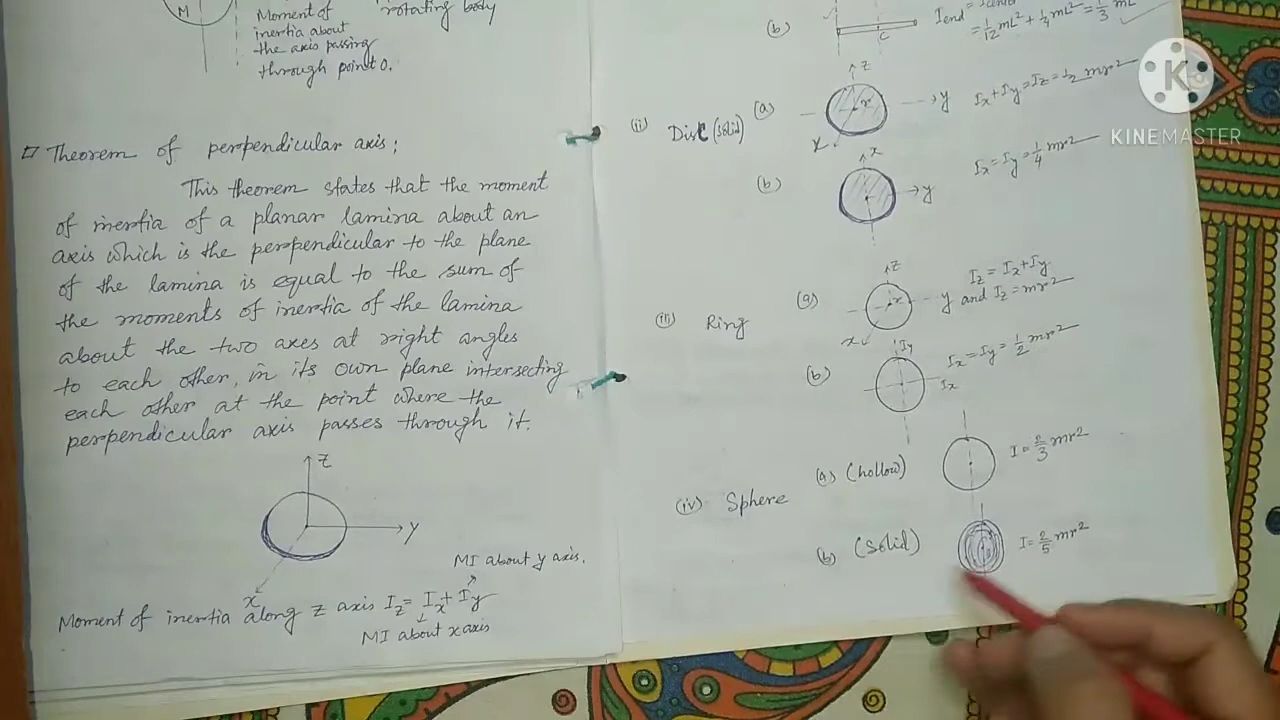 M
Moment of
inertia about
the axis passing
through point O.
rotating body
□ Theorem of perpendicular axis;
This theorem states that the moment
of inertia of a planar lamina about an
axis which is the perpendicular to the plane
of the lamina is equal to the sum of
the moments of inertia of the lamina
about the two axes at right angles
to each other, in its own plane intersecting
each other at the point where the
perpendicular axis passes through it.
Z
Y
x
MI about y axis.
Moment of inertia along z axis Iz = Ix + Iy
MI about x axis
(b)
C
= 1/12 mL² + 1/4 mL² = 1/3 mL²
(ii) Disc (solid)
(a)
z
r
y
x
Ix + Iy = Iz = 1/2 mr²
(b)
x
y
Ix = Iy = 1/4 mr²
(iii) Ring
(a)
z
y
x
Iz = Ix + Iy
and Iz = mr²
(b)
Iy
Ix
Ix = Iy = 1/2 mr²
(iv) Sphere
(a) (hollow)
I = 2/3 mr²
(b) (Solid)
I = 2/5 mr²
K
KINEMASTER